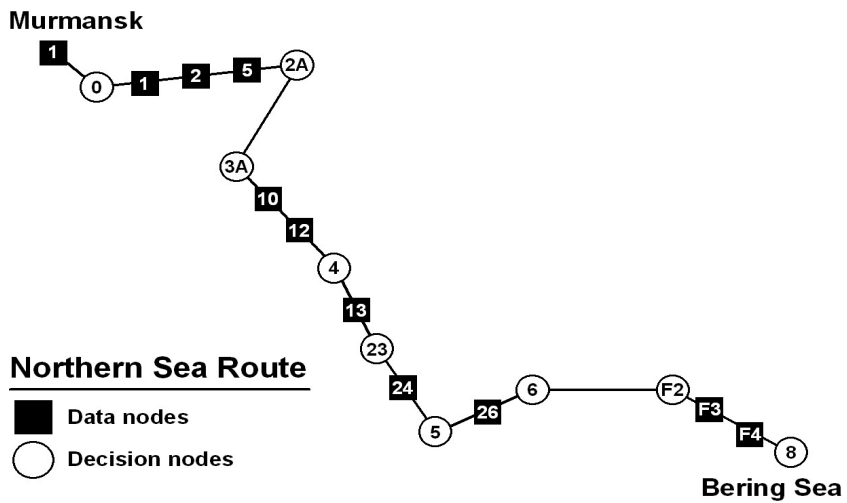 Murmansk
1
0
1
2
5
2A
3A
10
12
4
13
23
24
5
26
6
F2
F3
F4
8
Bering Sea
Northern Sea Route
Data nodes
Decision nodes